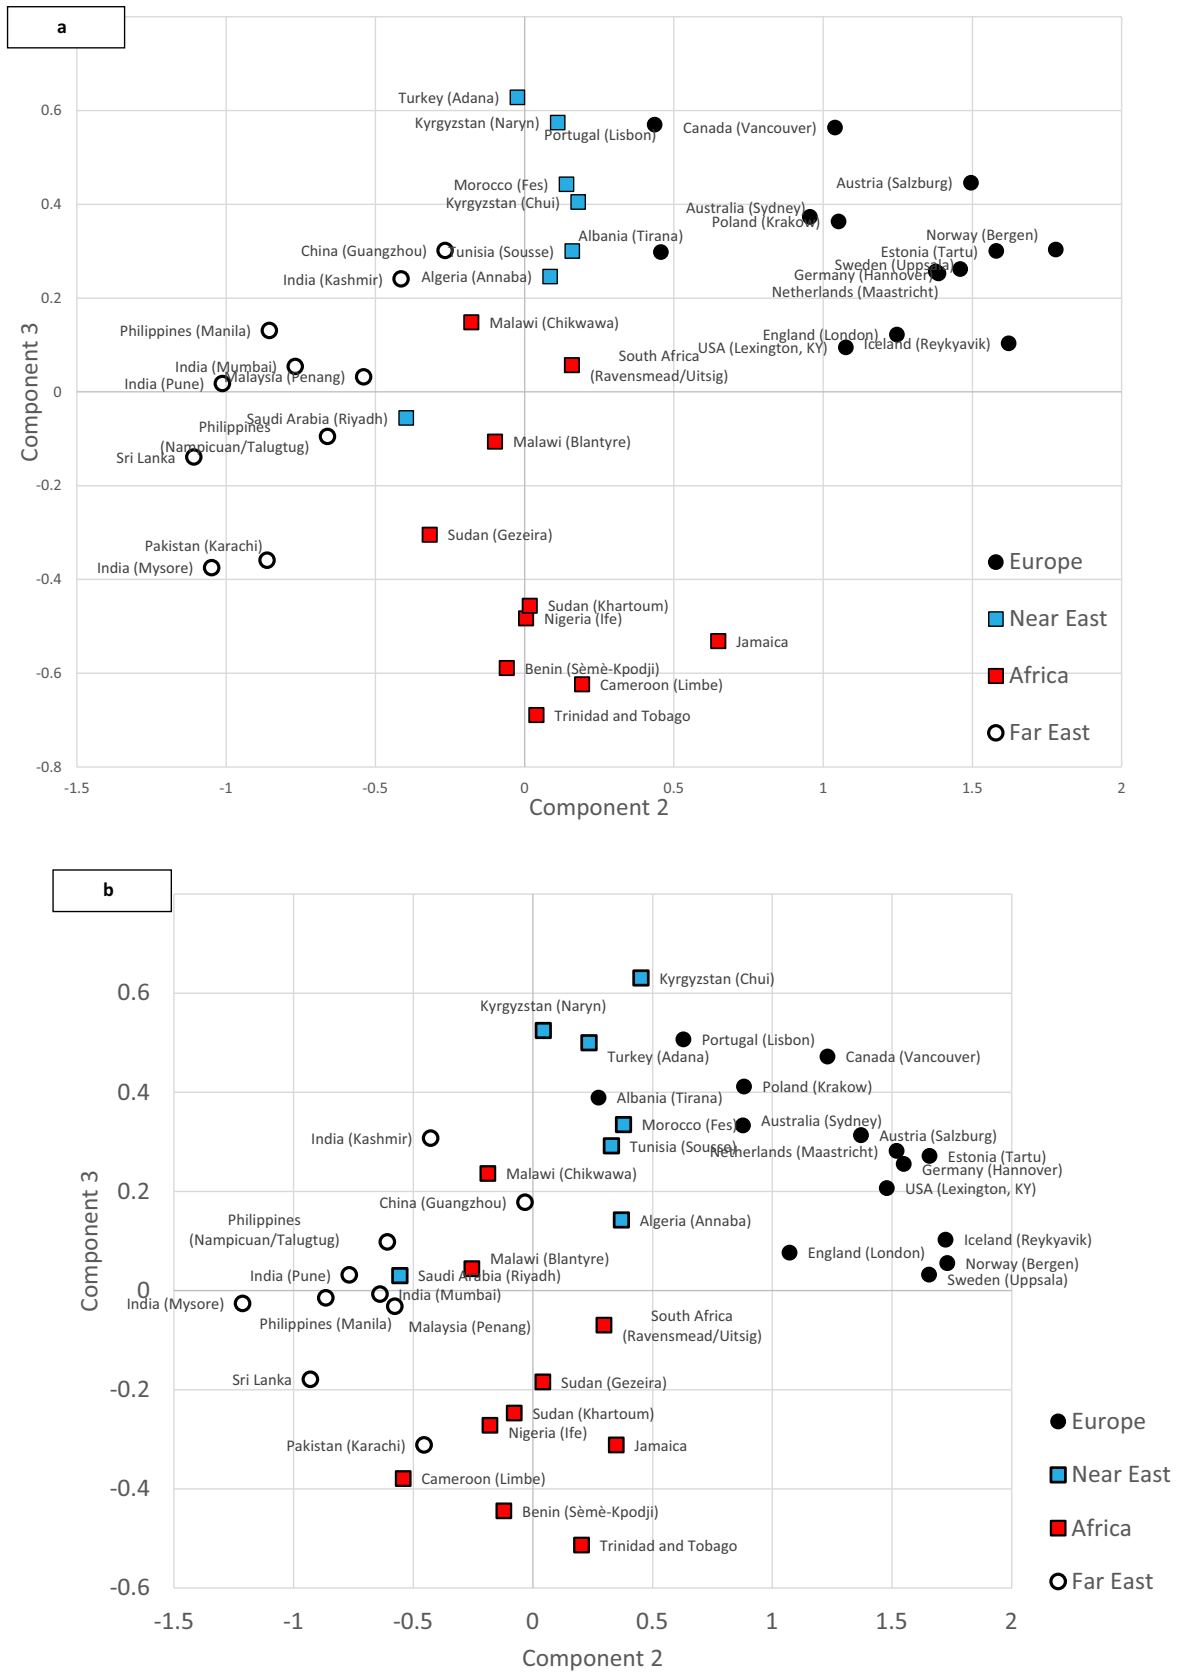 a
Turkey (Adana)
0.6
Kyrgyzstan (Naryn)
Portugal (Lisbon)
Canada (Vancouver)
Morocco (Fes)
Austria (Salzburg)
0.4
Kyrgyzstan (Chui)
Australia (Sydney)
Poland (Krakow)
China (Guangzhou)
Tunisia (Sousse)
Albania (Tirana)
Norway (Bergen)
Estonia (Tartu)
India (Kashmir)
Algeria (Annaba)
Sweden (Uppsala)
Germany (Hannover)
Netherlands (Maastricht)
0.2
Philippines (Manila)
Malawi (Chikwawa)
England (London)
USA (Lexington, KY)
Iceland (Reykyavik)
India (Mumbai)
South Africa
(Ravensmead/Uitsig)
India (Pune)
Malaysia (Penang)
0
Saudi Arabia (Riyadh)
Philippines
(Nampicuan/Talugtug)
Malawi (Blantyre)
Sri Lanka
-0.2
Sudan (Gezeira)
Pakistan (Karachi)
India (Mysore)
-0.4
Sudan (Khartoum)
Nigeria (Ife)
Jamaica
Benin (Sèmè-Kpodji)
-0.6
Cameroon (Limbe)
Trinidad and Tobago
-0.8
Europe
Near East
Africa
Far East
-1.5
-1
-0.5
0
0.5
1
1.5
2
Component 2
Component 3
b
Kyrgyzstan (Chui)
0.6
Kyrgyzstan (Naryn)
Turkey (Adana)
Portugal (Lisbon)
Canada (Vancouver)
Poland (Krakow)
0.4
Albania (Tirana)
India (Kashmir)
Morocco (Fes)
Australia (Sydney)
Austria (Salzburg)
Tunisia (Sousse)
Netherlands (Maastricht)
Estonia (Tartu)
Germany (Hannover)
Malawi (Chikwawa)
USA (Lexington, KY)
0.2
China (Guangzhou)
Algeria (Annaba)
Philippines
(Nampicuan/Talugtug)
Iceland (Reykyavik)
Malawi (Blantyre)
England (London)
Norway (Bergen)
India (Pune)
Saudi Arabia (Riyadh)
Sweden (Uppsala)
0
India (Mysore)
India (Mumbai)
Philippines (Manila)
Malaysia (Penang)
South Africa
(Ravensmead/Uitsig)
Sri Lanka
Sudan (Gezeira)
-0.2
Sudan (Khartoum)
Nigeria (Ife)
Pakistan (Karachi)
Jamaica
Cameroon (Limbe)
-0.4
Benin (Sèmè-Kpodji)
Trinidad and Tobago
-0.6
Europe
Near East
Africa
Far East
-1.5
-1
-0.5
0
0.5
1
1.5
2
Component 2
Component 3